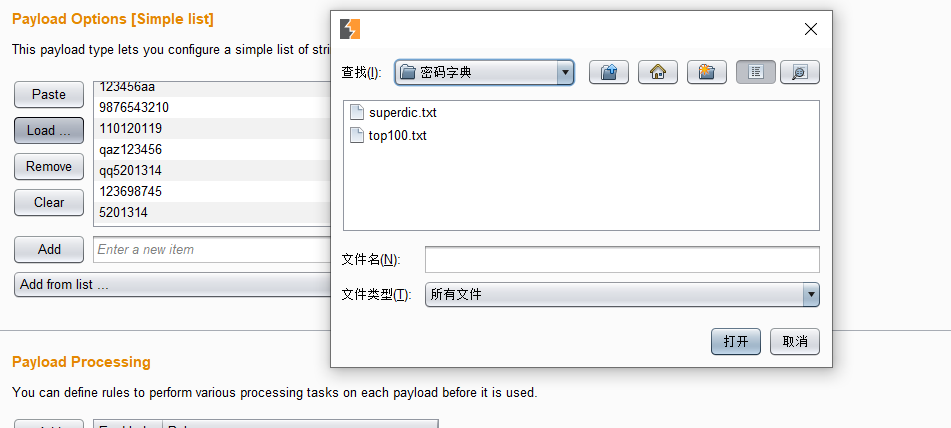 Payload Options [Simple list]
This payload type lets you configure a simple list of stri
Paste
Load ...
Remove
Clear
123456aa
9876543210
110120119
qaz123456
qq5201314
123698745
5201314
Add
Enter a new item
Add from list ...
查找(I):
密码字典
superdic.txt
top100.txt
文件名(N):
文件类型(T):
所有文件
打开
取消
Payload Processing
You can define rules to perform various processing tasks on each payload before it is used.